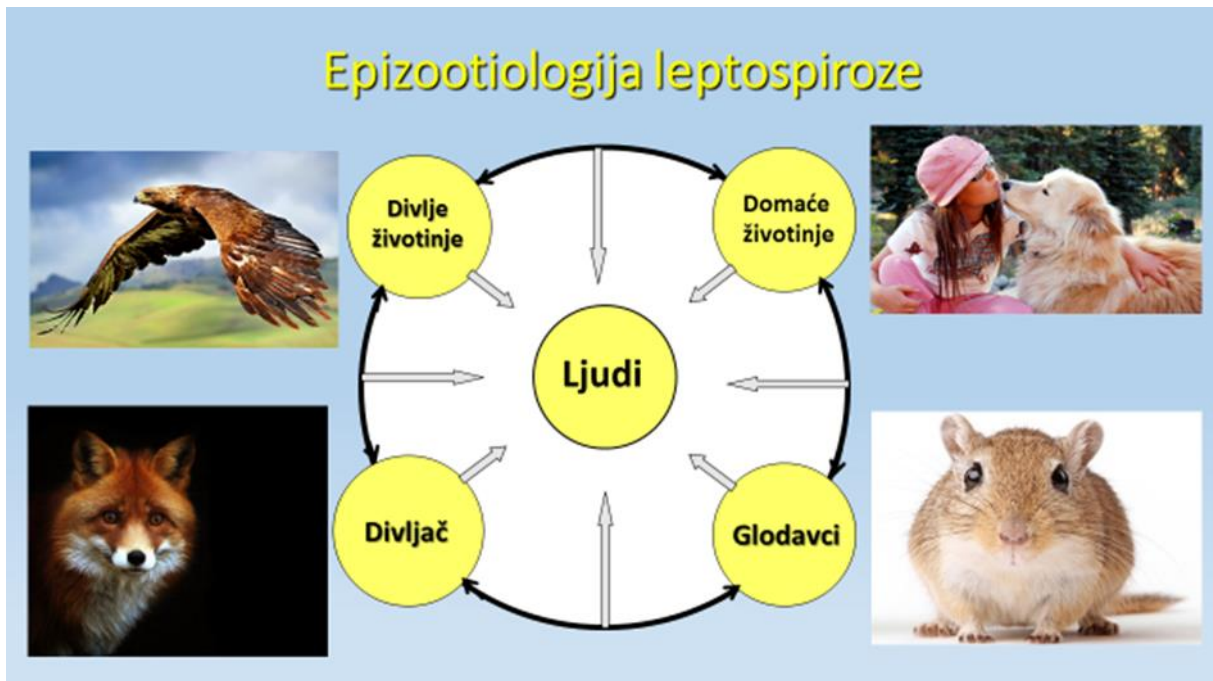 Epizootiologija leptospiroze
Divlje
životinje
Domaće
životinje
Ljudi
Divljač
Glodavci